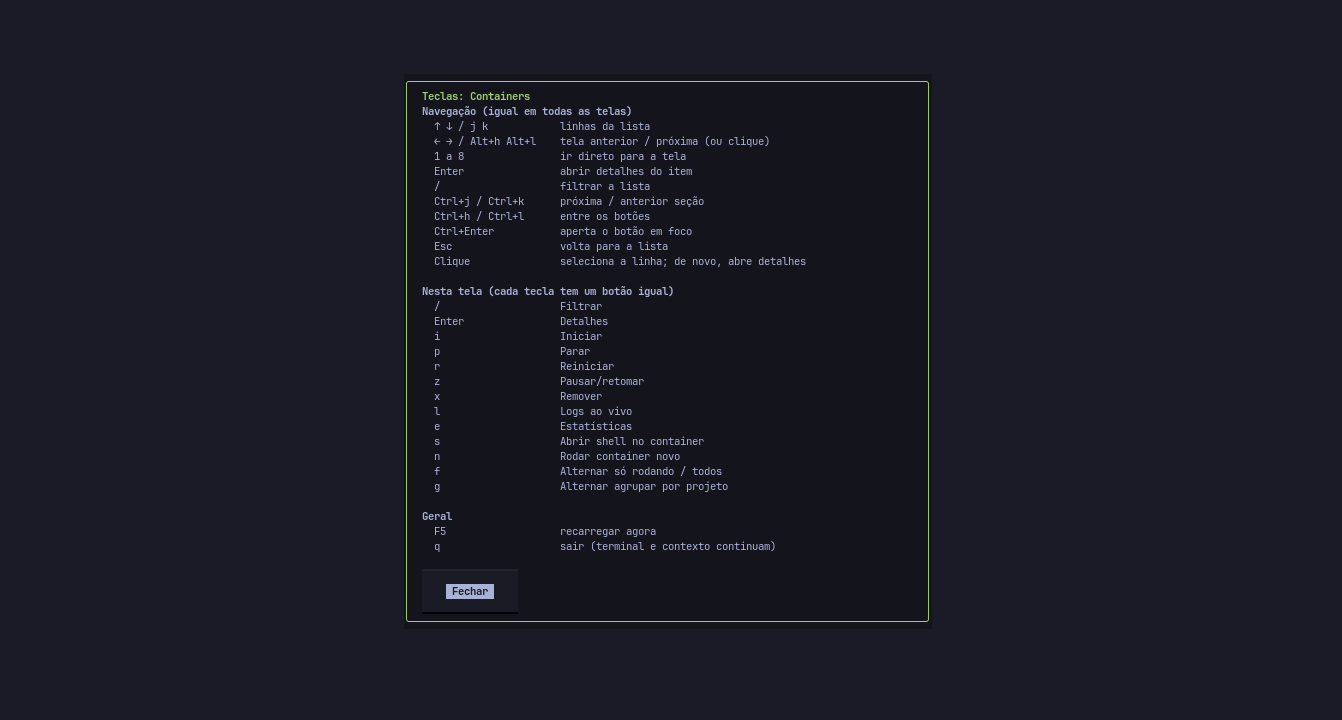 Teclas: Containers
Navegação (igual em todas as telas)
↑ ↓ / j k linhas da lista
← → / Alt+h Alt+l tela anterior / próxima (ou clique)
1 a 8 ir direto para a tela
Enter abrir detalhes do item
/ filtrar a lista
Ctrl+j / Ctrl+k próxima / anterior seção
Ctrl+h / Ctrl+l entre os botões
Ctrl+Enter aperta o botão em foco
Esc volta para a lista
Clique seleciona a linha; de novo, abre detalhes
Nesta tela (cada tecla tem um botão igual)
/ Filtrar
Enter Detalhes
i Iniciar
p Parar
r Reiniciar
z Pausar/retomar
x Remover
l Logs ao vivo
e Estatísticas
s Abrir shell no container
n Rodar container novo
f Alternar só rodando / todos
g Alternar agrupar por projeto
Geral
F5 recarregar agora
q sair (terminal e contexto continuam)
Fechar